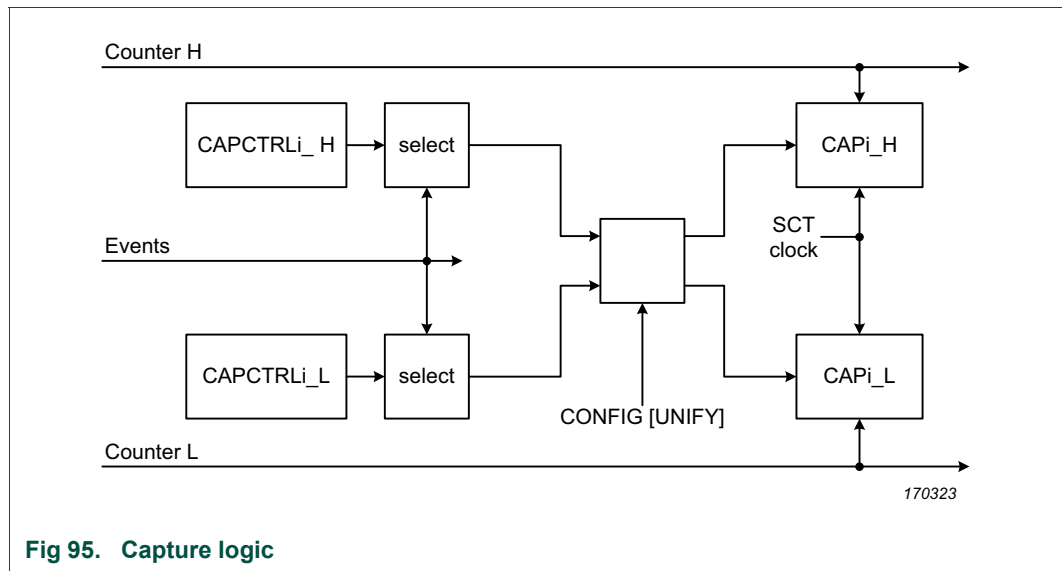 Counter H
CAPCTRLi_ H
select
CAPi_H
Events
SCT
clock
CAPCTRLi_L
select
CAPi_L
CONFIG [UNIFY]
Counter L
170323
Fig 95. Capture logic